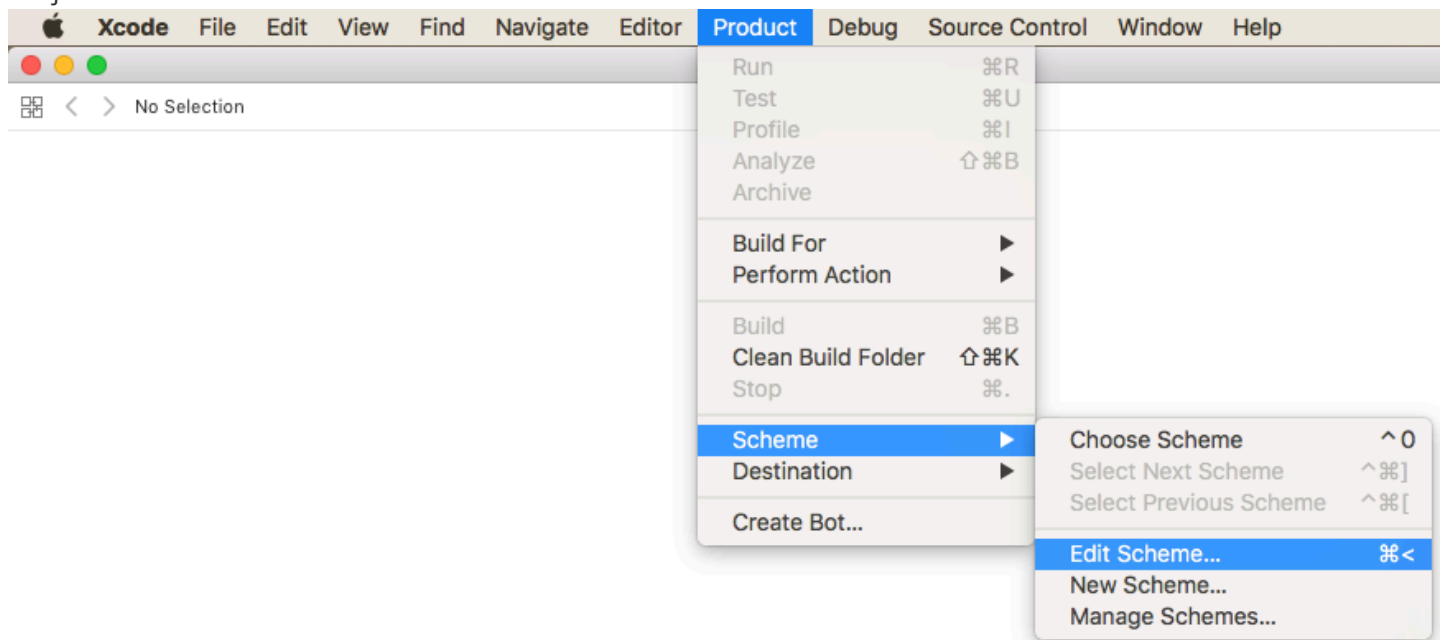 Xcode File Edit View Find Navigate Editor Product Debug Source Control Window Help
No Selection
Run ⌘R
Test ⌘U
Profile ⌘I
Analyze ⇧⌘B
Archive
Build For ▶
Perform Action ▶
Build ⌘B
Clean Build Folder ⇧⌘K
Stop ⌘.
Scheme ▶
Destination ▶
Create Bot...
Choose Scheme ^0
Select Next Scheme ^⌘]
Select Previous Scheme ^⌘[
Edit Scheme... ⌘<
New Scheme...
Manage Schemes...